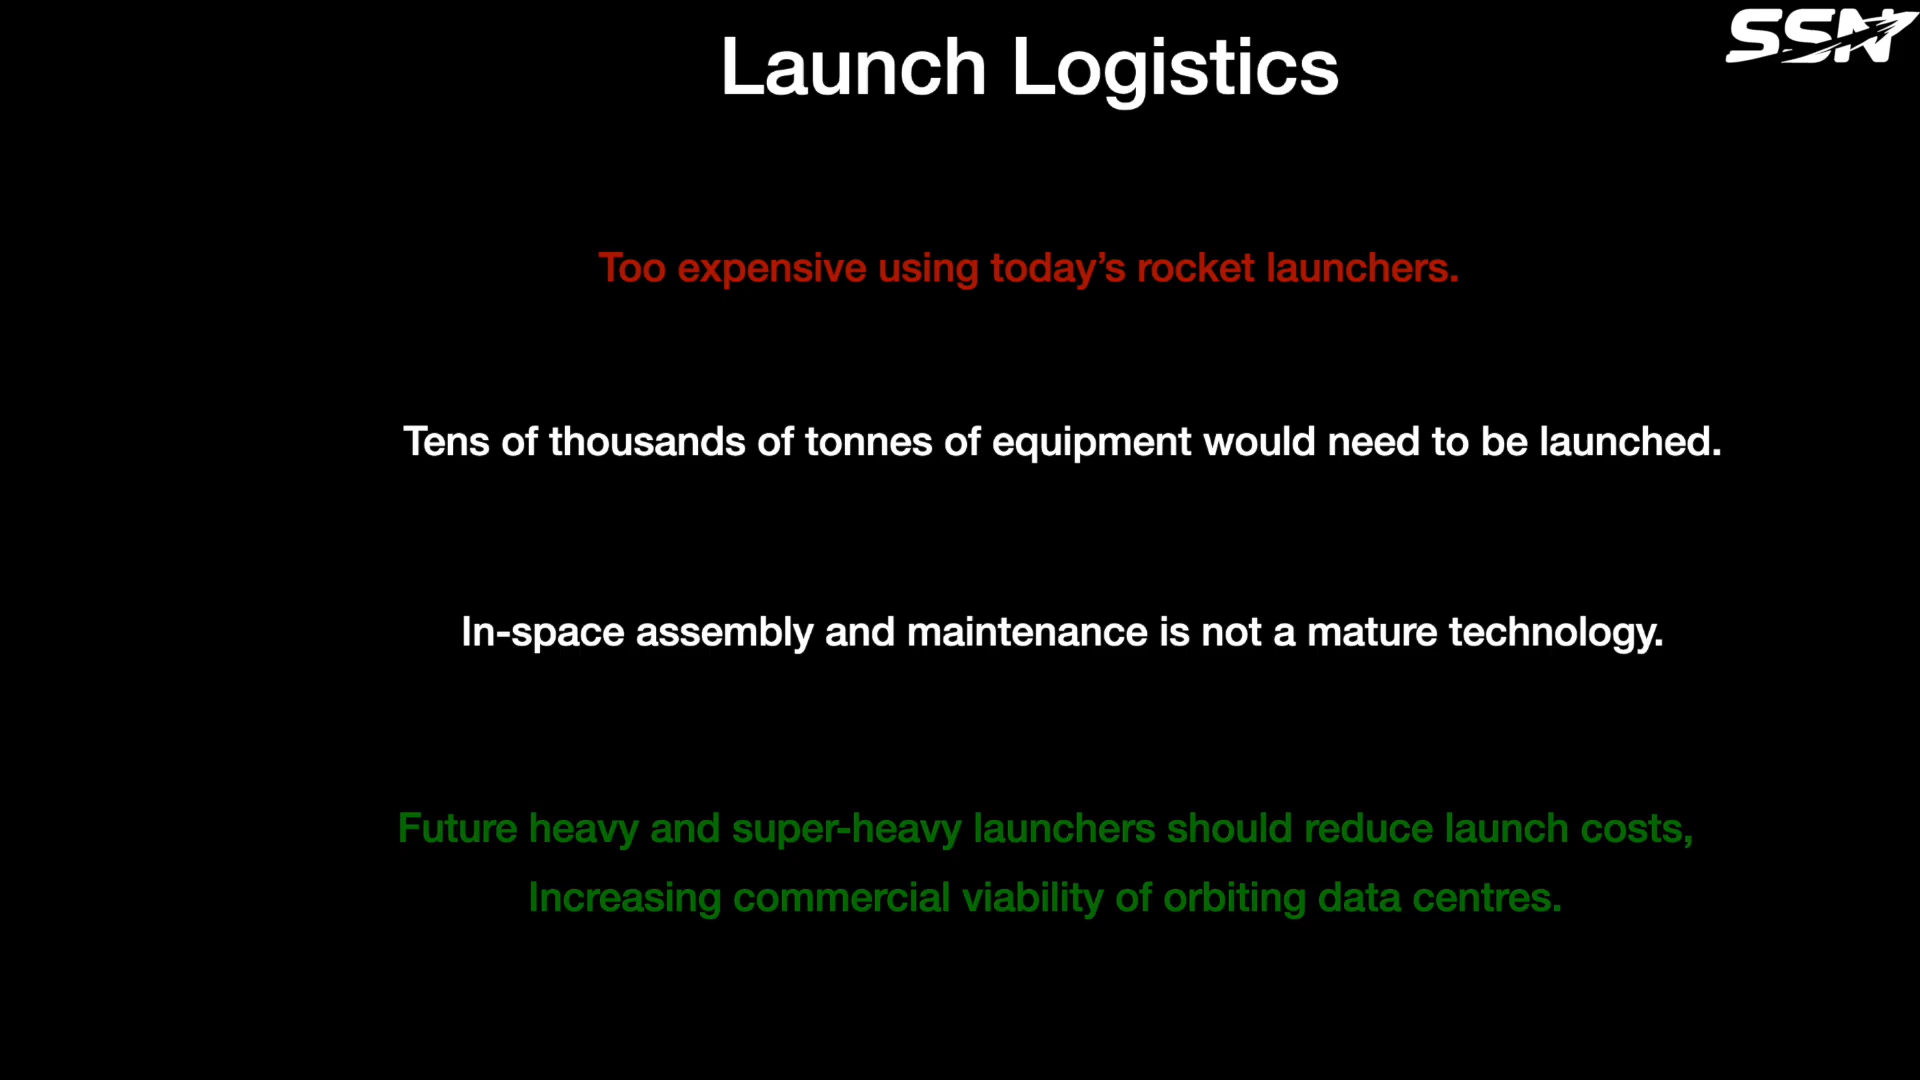 SSN
Launch Logistics
Too expensive using today’s rocket launchers.
Tens of thousands of tonnes of equipment would need to be launched.
In-space assembly and maintenance is not a mature technology.
Future heavy and super-heavy launchers should reduce launch costs,
Increasing commercial viability of orbiting data centres.